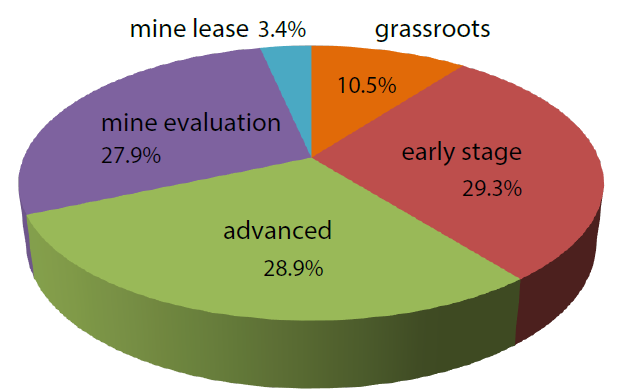 mine lease 3.4%
grassroots
10.5%
early stage
29.3%
advanced
28.9%
mine evaluation
27.9%